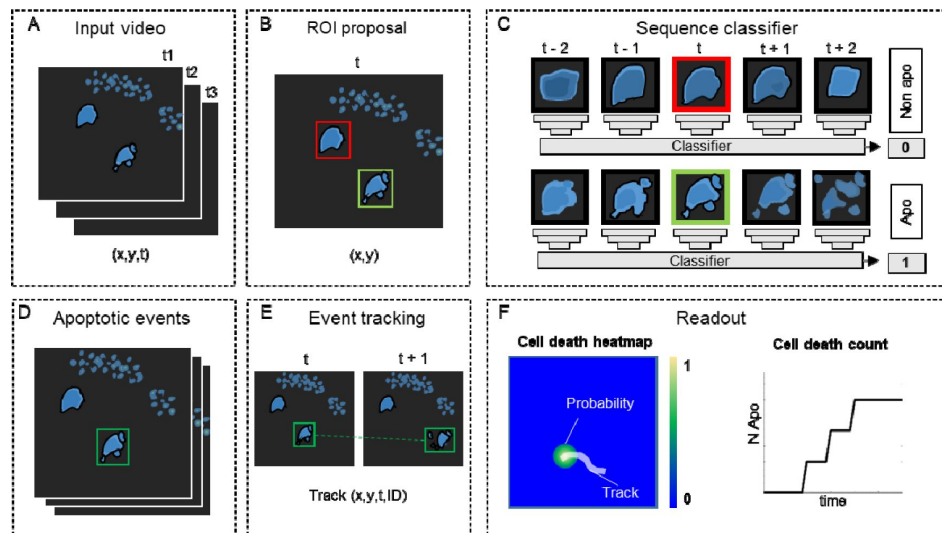 A
Input video
t1
t2
t3
(x,y,t)
B
ROI proposal
t
(x,y)
C
Sequence classifier
t - 2
t - 1
t
t + 1
t + 2
Non apo
Classifier
0
Apo
Classifier
1
D
Apoptotic events
E
Event tracking
t
t + 1
Track (x,y,t,ID)
F
Readout
Cell death heatmap
Probability
Track
1
0
Cell death count
N Apo
time